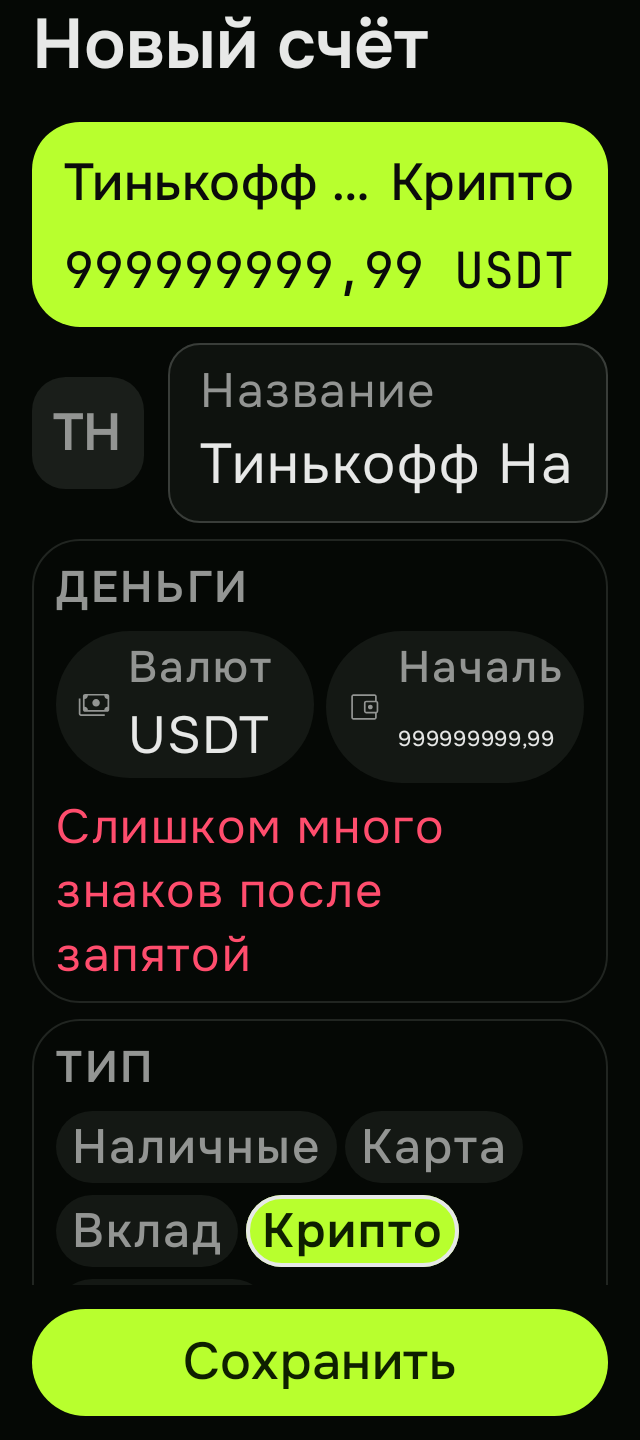 Новый счёт
Тинькофф ... Крипто
999999999,99 USDT
ТН
Название
Тинькофф На
ДЕНЬГИ
Валют
USDT
Началь
999999999,99
Слишком много
знаков после
запятой
ТИП
Наличные Карта
Вклад Крипто
Сохранить